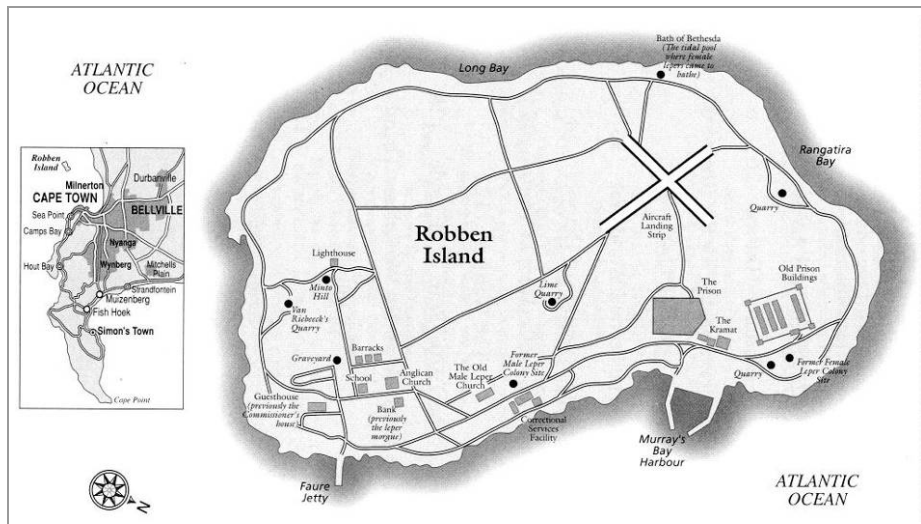 ATLANTIC
OCEAN
Long Bay
Bath of Bethesda
(The tidal pool
where female
lepers came to
bathe)
Rangatira
Bay
Robben
Island
Milnerton
Durbanville
CAPE TOWN
BELLVILLE
Sea Point
Camps Bay
Nyanga
Wynberg
Mitchells
Plain
Hout Bay
Strandfontein
Muizenberg
Fish Hoek
Simon's Town
Cape Point
N
Robben
Island
Aircraft
Landing
Strip
Quarry
Lighthouse
Minto
Hill
Van
Riebeeck's
Quarry
Lime
Quarry
The
Prison
Old Prison
Buildings
The
Kramat
Graveyard
Barracks
School
Anglican
Church
The Old
Male Leper
Church
Former
Male Leper
Colony Site
Quarry
Former Female
Leper Colony
Site
Guesthouse
(previously the
Commissioner's
house)
Bank
(previously
the leper
morgue)
Correctional
Services
Facility
Murray's
Bay
Harbour
Faure
Jetty
ATLANTIC
OCEAN